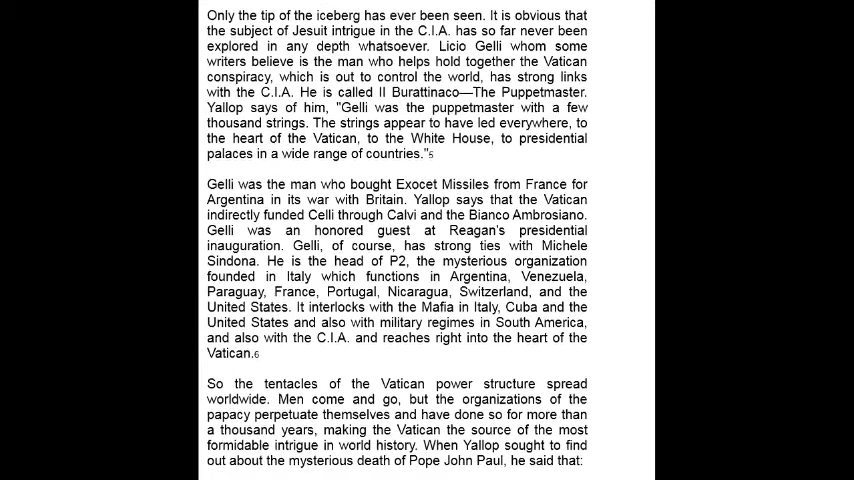 Only the tip of the iceberg has ever been seen. It is obvious that
the subject of Jesuit intrigue in the C.I.A. has so far never been
explored in any depth whatsoever. Licio Gelli whom some
writers believe is the man who helps hold together the Vatican
conspiracy, which is out to control the world, has strong links
with the C.I.A. He is called II Burattinaco—The Puppetmaster.
Yallop says of him, "Gelli was the puppetmaster with a few
thousand strings. The strings appear to have led everywhere, to
the heart of the Vatican, to the White House, to presidential
palaces in a wide range of countries."5
Gelli was the man who bought Exocet Missiles from France for
Argentina in its war with Britain. Yallop says that the Vatican
indirectly funded Celli through Calvi and the Bianco Ambrosiano.
Gelli was an honored guest at Reagan's presidential
inauguration. Gelli, of course, has strong ties with Michele
Sindona. He is the head of P2, the mysterious organization
founded in Italy which functions in Argentina, Venezuela,
Paraguay, France, Portugal, Nicaragua, Switzerland, and the
United States. It interlocks with the Mafia in Italy, Cuba and the
United States and also with military regimes in South America,
and also with the C.I.A. and reaches right into the heart of the
Vatican.6
So the tentacles of the Vatican power structure spread
worldwide. Men come and go, but the organizations of the
papacy perpetuate themselves and have done so for more than
a thousand years, making the Vatican the source of the most
formidable intrigue in world history. When Yallop sought to find
out about the mysterious death of Pope John Paul, he said that: